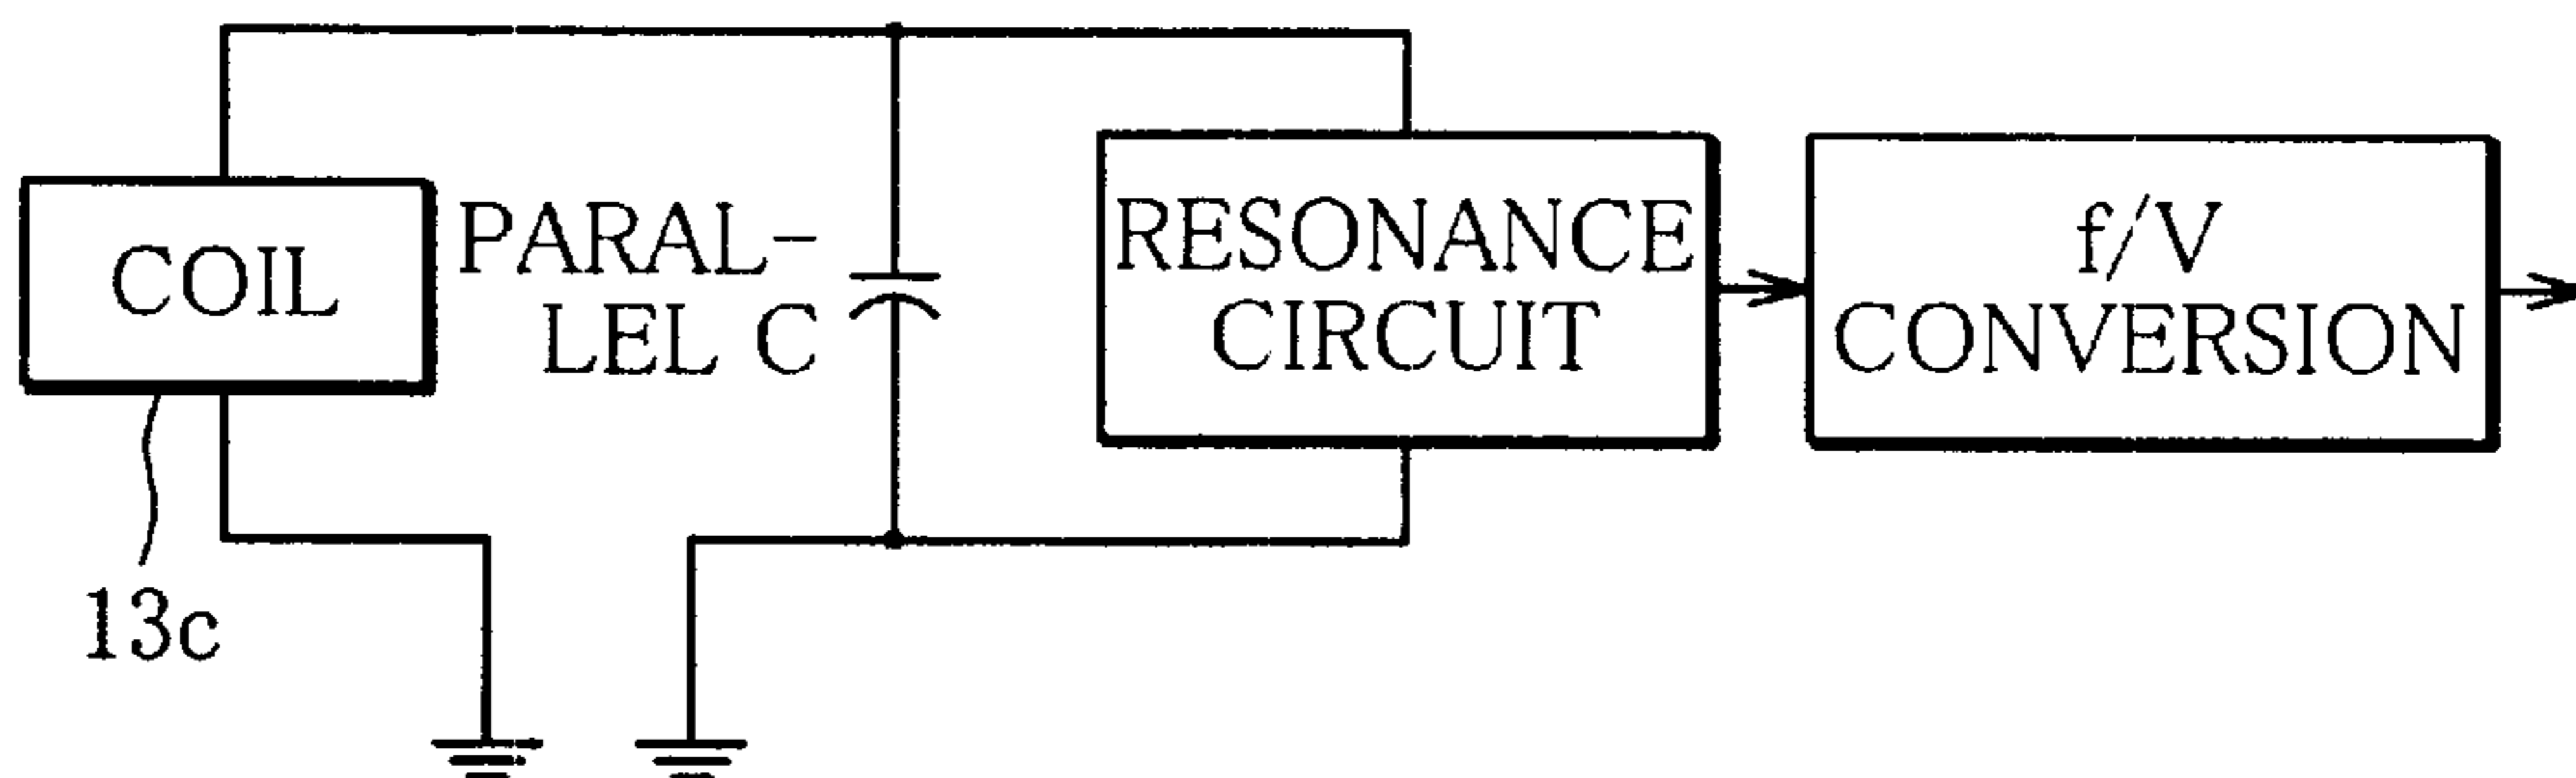 COIL
13c
PARAL-
LEL C
RESONANCE
CIRCUIT
f/V
CONVERSION